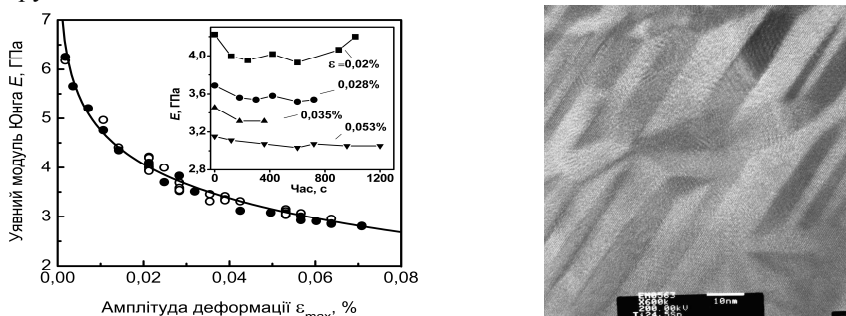 7
6
5
4
3
2
0,00
0,02
0,04
0,06
0,08
Уявний модуль Юнга E, ГПа
Амплітуда деформації εmax, %
4,0
3,6
3,2
2,8
E, ГПа
0
400
800
1200
Час, с
ε=0,02%
0,028%
0,035%
0,053%
X600k
10nm
200.00kV